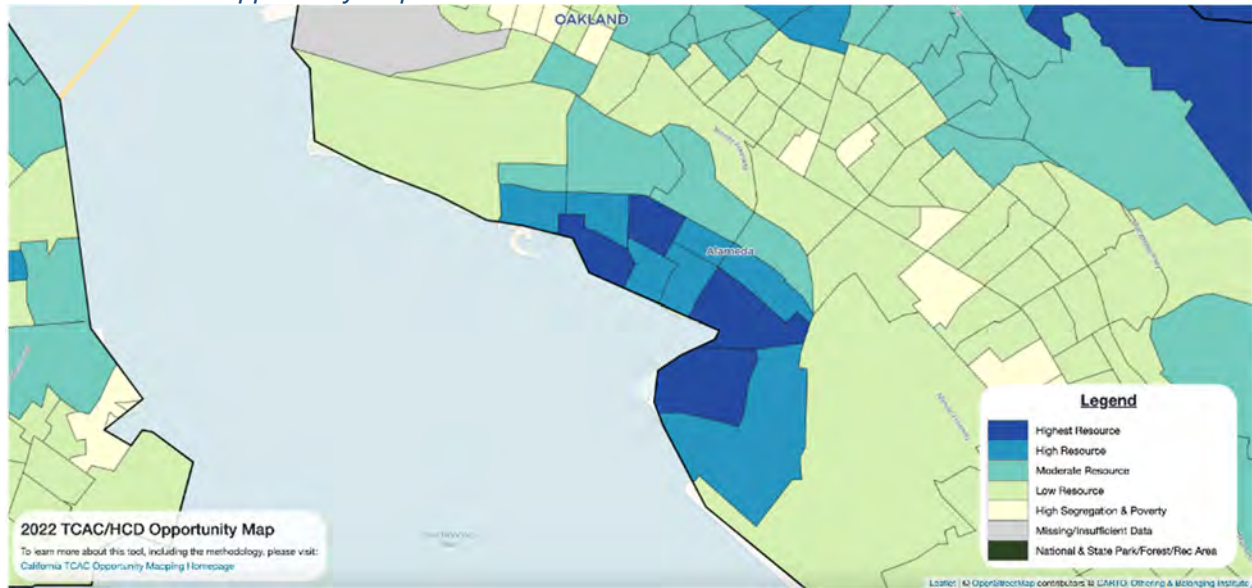 OAKLAND
Alameda
Legend
Highest Resource
High Resource
Moderate Resource
Low Resource
High Segregation & Poverty
Missing/Insufficient Data
National & State Park/Forest/Rec Area
2022 TCAC/HCD Opportunity Map
To learn more about this tool, including the methodology, please visit:
California TCAC Opportunity Mapping Homepage
Leaflet | © OpenStreetMap contributors © CARTO, Othering & Belonging Institute